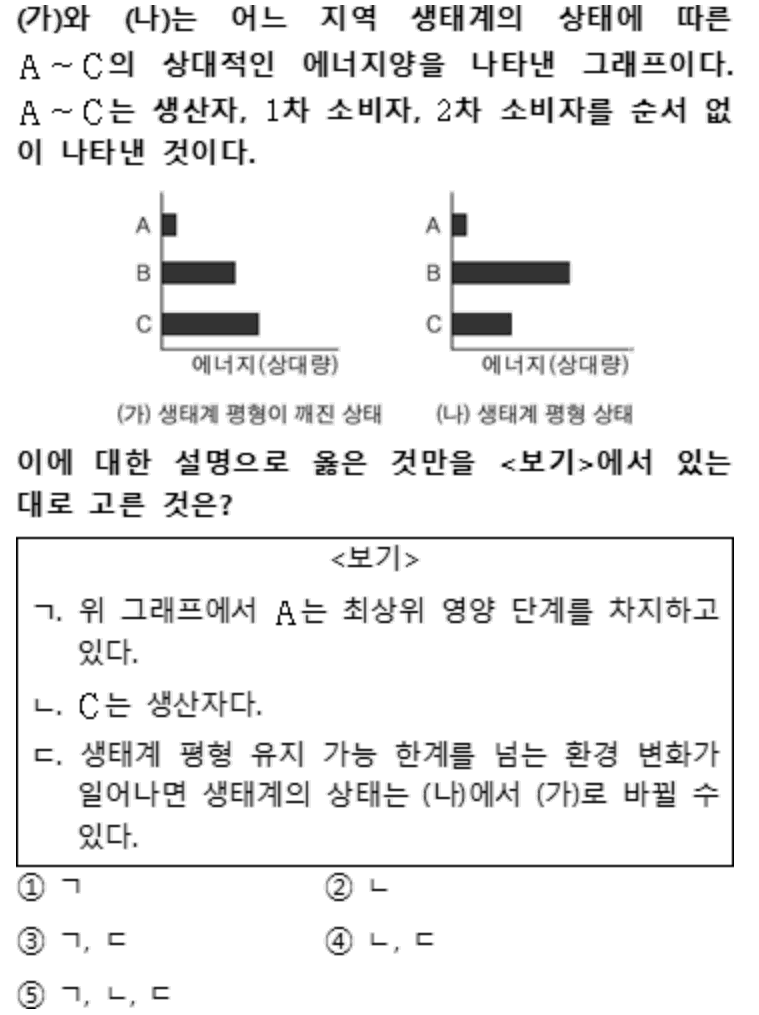 (가)와 (나)는 어느 지역 생태계의 상태에 따른
A ~ C의 상대적인 에너지양을 나타낸 그래프이다.
A ~ C는 생산자, 1차 소비자, 2차 소비자를 순서 없
이 나타낸 것이다.
A
B
C
에너지(상대량)
(가) 생태계 평형이 깨진 상태
A
B
C
에너지(상대량)
(나) 생태계 평형 상태
이에 대한 설명으로 옳은 것만을 <보기>에서 있는
대로 고른 것은?
<보기>
ㄱ. 위 그래프에서 A는 최상위 영양 단계를 차지하고
있다.
ㄴ. C는 생산자다.
ㄷ. 생태계 평형 유지 가능 한계를 넘는 환경 변화가
일어나면 생태계의 상태는 (나)에서 (가)로 바뀔 수
있다.
① ㄱ ② ㄴ
③ ㄱ, ㄷ ④ ㄴ, ㄷ
⑤ ㄱ, ㄴ, ㄷ